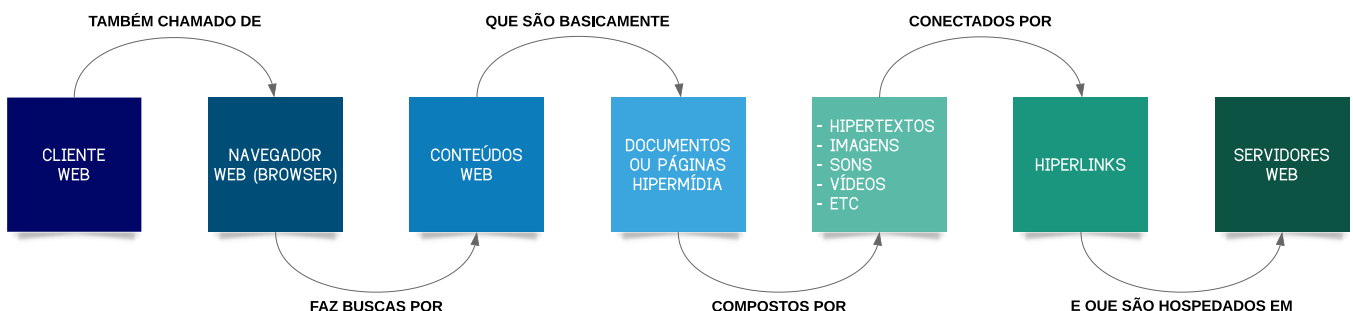 TAMBÉM CHAMADO DE
QUE SÃO BASICAMENTE
CONECTADOS POR
CLIENTE
WEB
NAVEGADOR
WEB (BROWSER)
CONTEÚDOS
WEB
DOCUMENTOS
OU PÁGINAS
HIPERMÍDIA
- HIPERTEXTOS
- IMAGENS
- SONS
- VÍDEOS
- ETC
HIPERLINKS
SERVIDORES
WEB
FAZ BUSCAS POR
COMPOSTOS POR
E QUE SÃO HOSPEDADOS EM